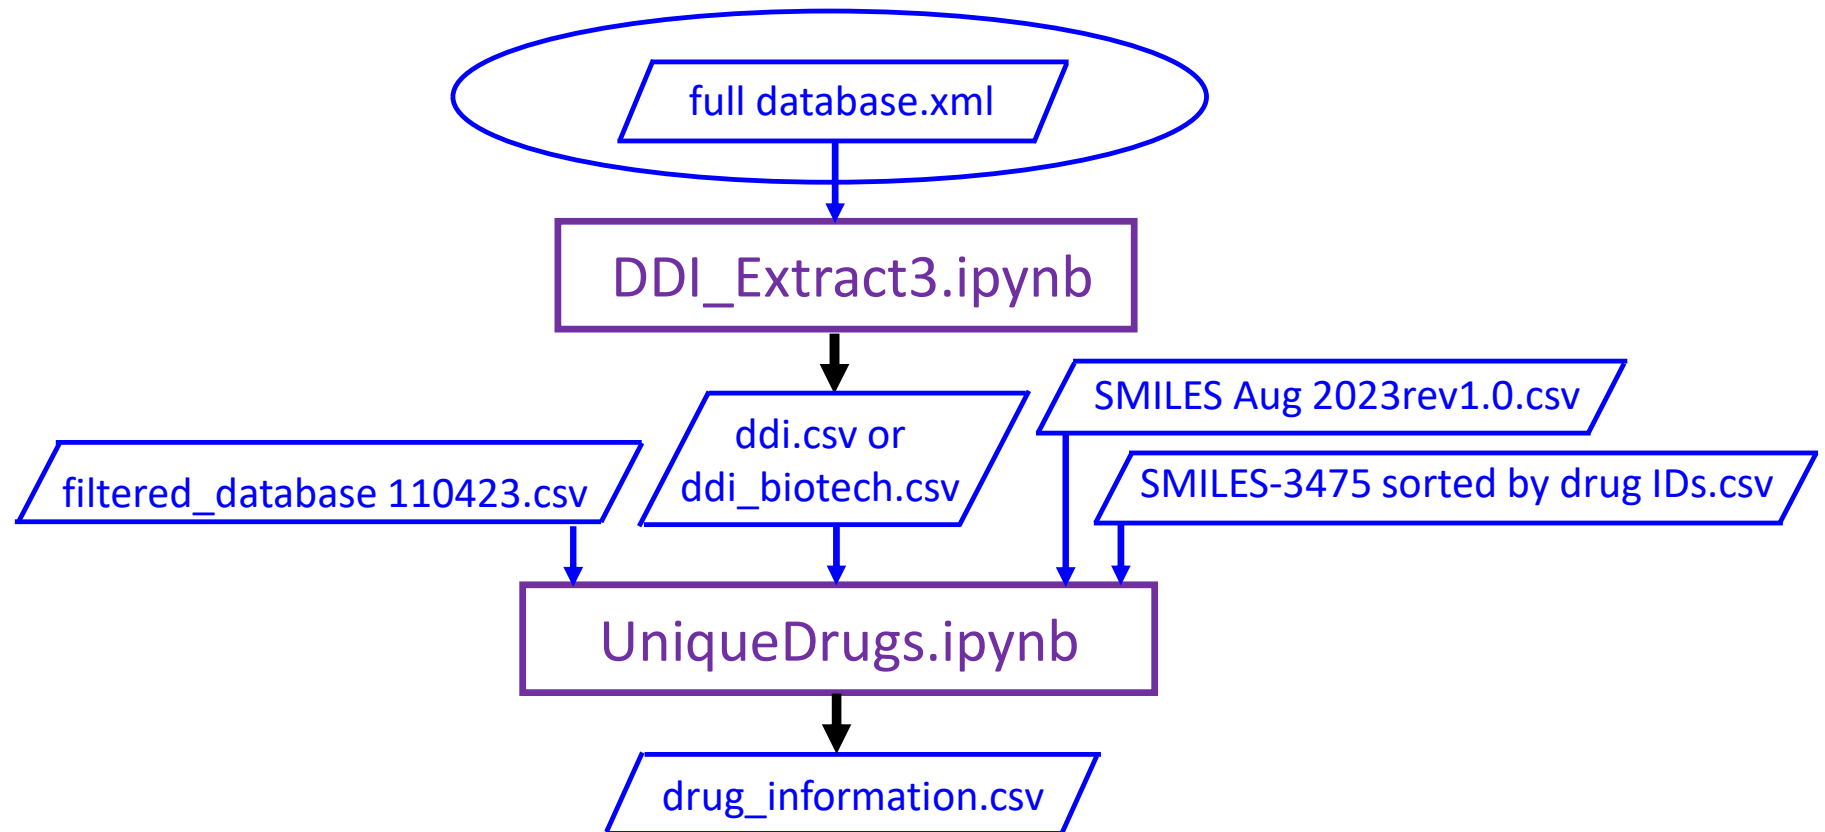 full database.xml
DDI_Extract3.ipynb
SMILES Aug 2023rev1.0.csv
ddi.csv or
ddi_biotech.csv
filtered_database 110423.csv
SMILES-3475 sorted by drug IDs.csv
UniqueDrugs.ipynb
drug_information.csv